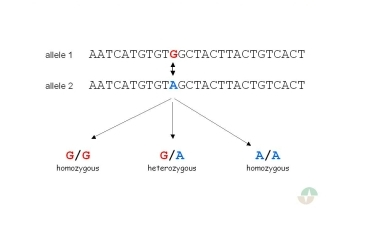 allele 1 AATCATGTGTGGCTACTTACTGTCACT
allele 2 AATCATGTGTAGCTACTTACTGTCACT
G/G G/A A/A
homozygous heterozygous homozygous